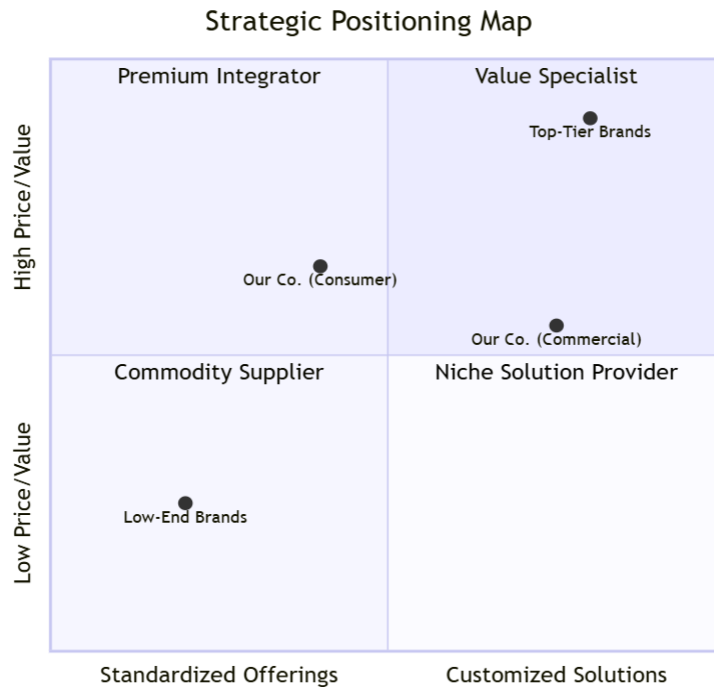 Strategic Positioning Map
Premium Integrator
Value Specialist
Top-Tier Brands
High Price/Value
Our Co. (Consumer)
Our Co. (Commercial)
Commodity Supplier
Niche Solution Provider
Low-End Brands
Low Price/Value
Standardized Offerings
Customized Solutions